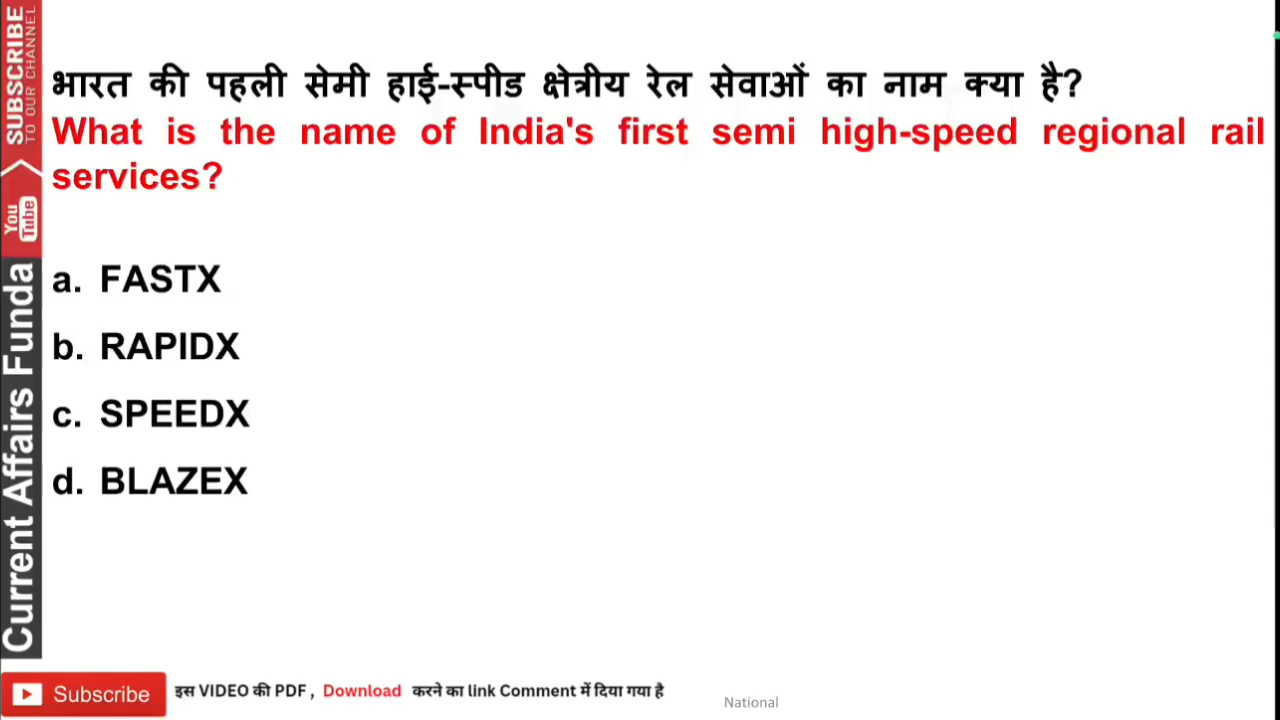 भारत की पहली सेमी हाई-स्पीड क्षेत्रीय रेल सेवाओं का नाम क्या है?
What is the name of India's first semi high-speed regional rail
services?
a. FASTX
b. RAPIDX
c. SPEEDX
d. BLAZEX
SUBSCRIBE
TO OUR CHANNEL
You
Tube
Current Affairs Funda
Subscribe
इस VIDEO की PDF , Download करने का link Comment में दिया गया है
National